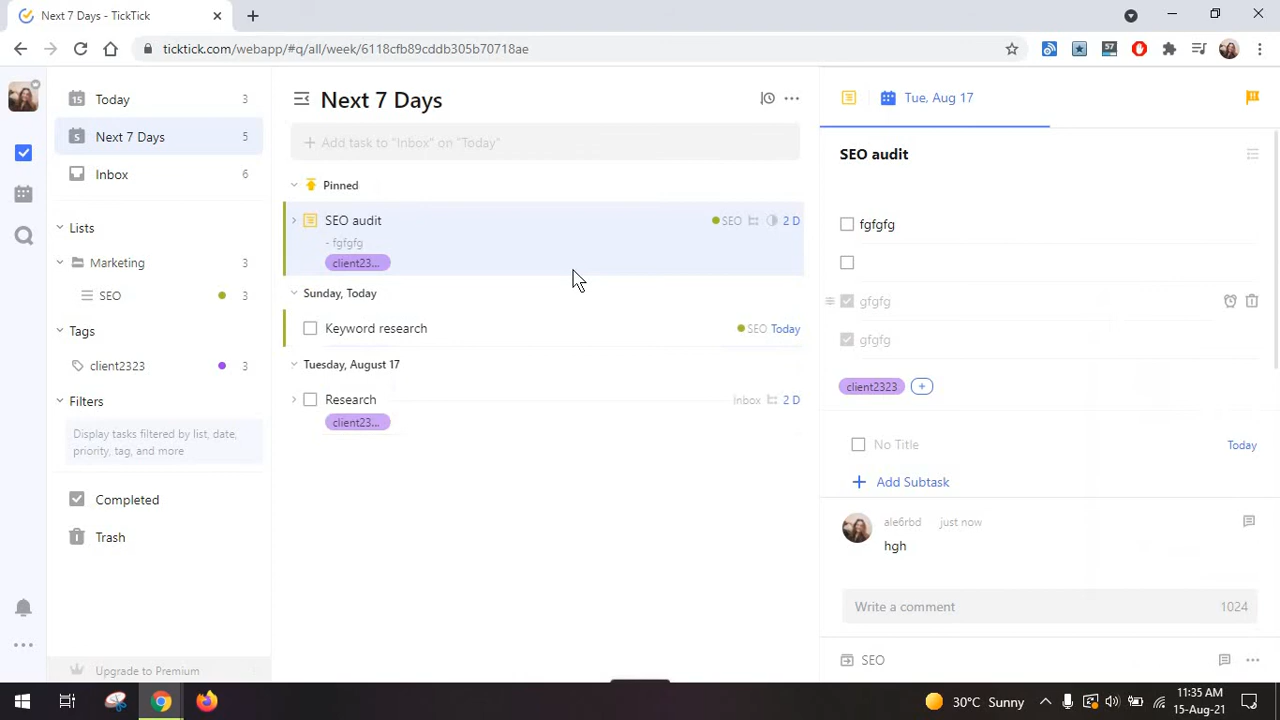 Next 7 Days - TickTick
ticktick.com/webapp/#q/all/week/6118cfb89cddb305b70718ae
57
15 Today 3
S Next 7 Days 5
Inbox 6
Lists
Marketing 3
SEO 3
Tags
client2323 3
Filters
Display tasks filtered by list, date,
priority, tag, and more
Completed
Trash
Upgrade to Premium
Next 7 Days
Add task to "Inbox" on "Today"
Pinned
SEO audit SEO 2 D
- fgfgfg
client23...
Sunday, Today
Keyword research SEO Today
Tuesday, August 17
Research Inbox 2 D
client23...
Tue, Aug 17
SEO audit
fgfgfg
gfgfg
gfgfg
client2323 +
No Title Today
Add Subtask
ale6rbd just now
hgh
Write a comment 1024
SEO
30°C Sunny
11:35 AM
15-Aug-21